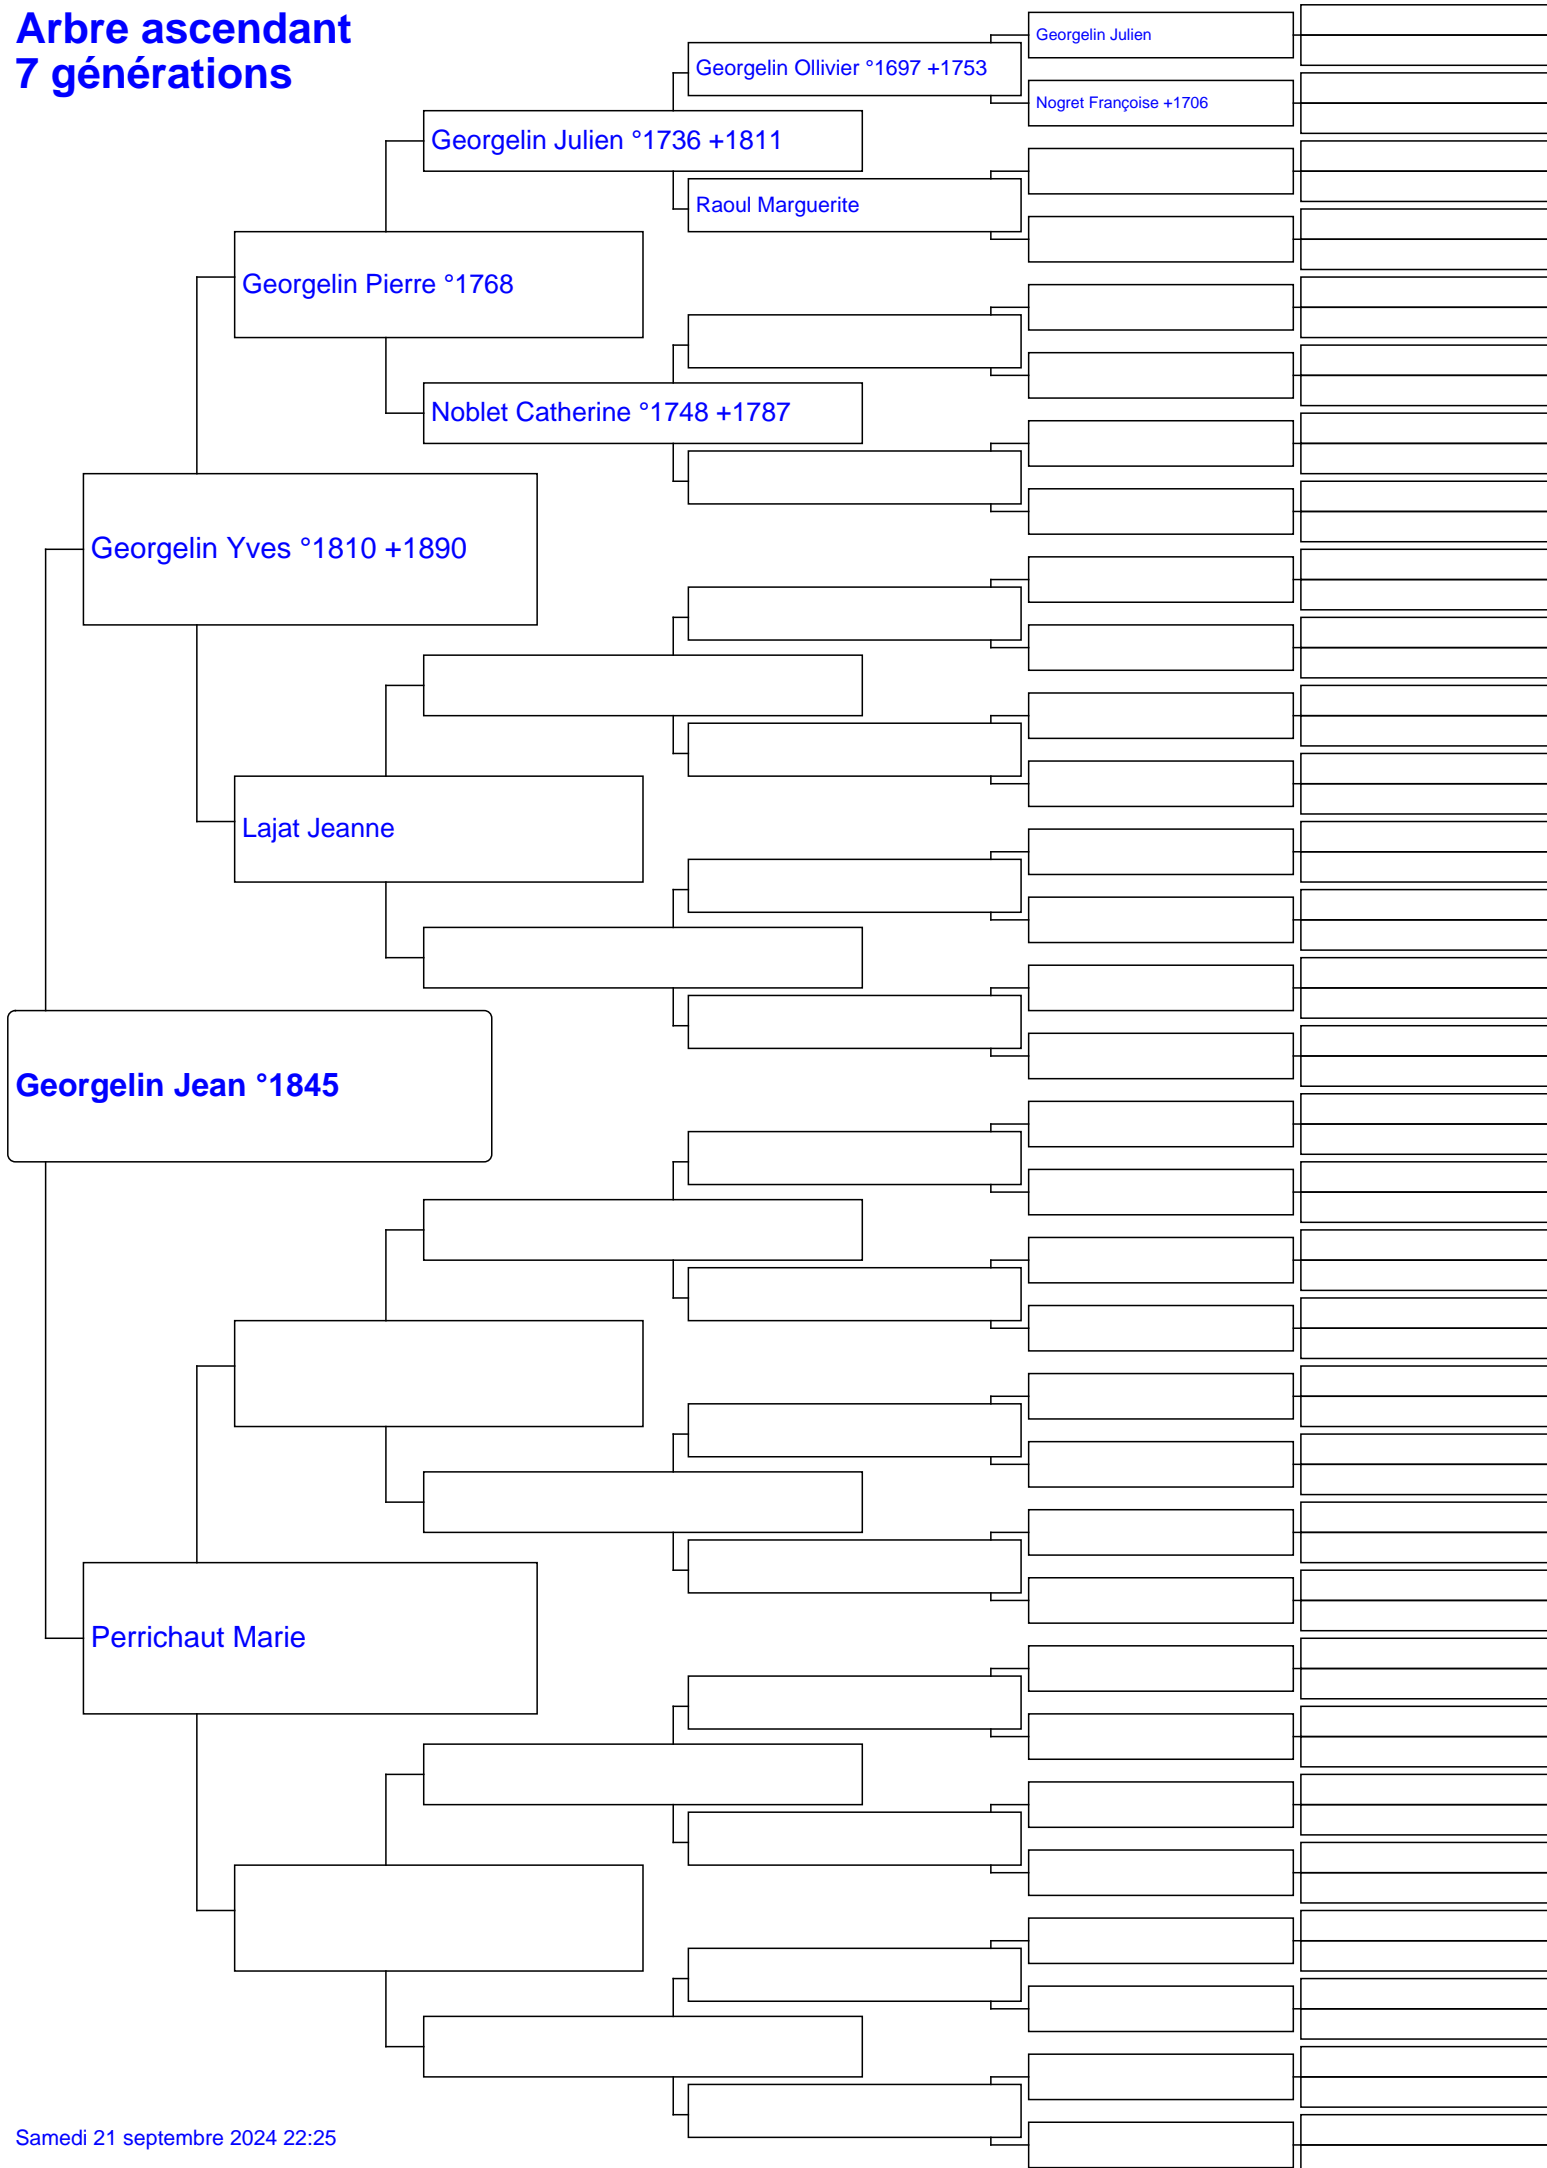 Arbre ascendant
7 générations
Georgelin Julien
Georgelin Ollivier °1697 +1753
Nogret Françoise +1706
Georgelin Julien °1736 +1811
Raoul Marguerite
Georgelin Pierre °1768
Noblet Catherine °1748 +1787
Georgelin Yves °1810 +1890
Lajat Jeanne
Georgelin Jean °1845
Perrichaut Marie
Samedi 21 septembre 2024 22:25